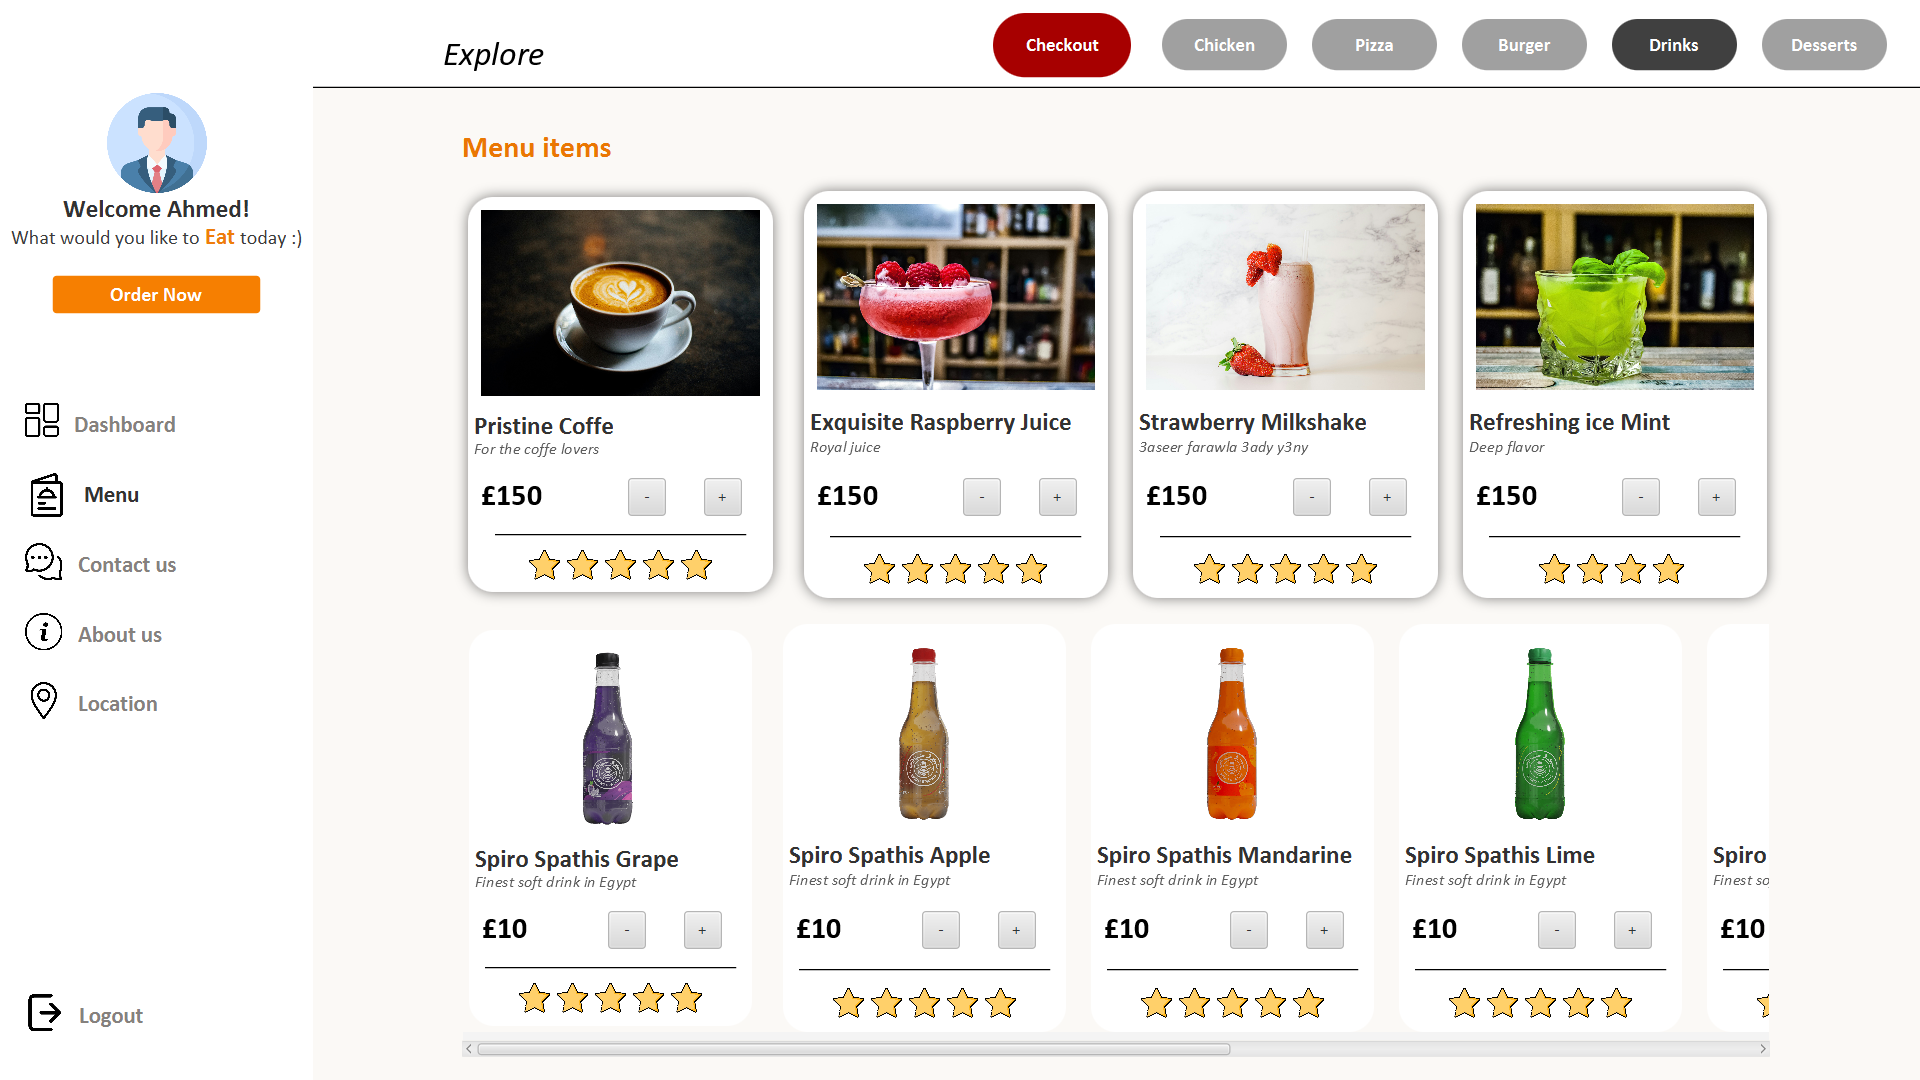 Explore
Checkout
Chicken
Pizza
Burger
Drinks
Desserts
Welcome Ahmed!
What would you like to Eat today :)
Order Now
Dashboard
Menu
Contact us
About us
Location
Logout
Menu items
Pristine Coffe
For the coffe lovers
£150
-
+
Exquisite Raspberry Juice
Royal juice
£150
-
+
Strawberry Milkshake
3aseer farawla 3ady y3ny
£150
-
+
Refreshing ice Mint
Deep flavor
£150
-
+
Spiro Spathis Grape
Finest soft drink in Egypt
£10
-
+
Spiro Spathis Apple
Finest soft drink in Egypt
£10
-
+
Spiro Spathis Mandarine
Finest soft drink in Egypt
£10
-
+
Spiro Spathis Lime
Finest soft drink in Egypt
£10
-
+
Spiro
Finest so
£10